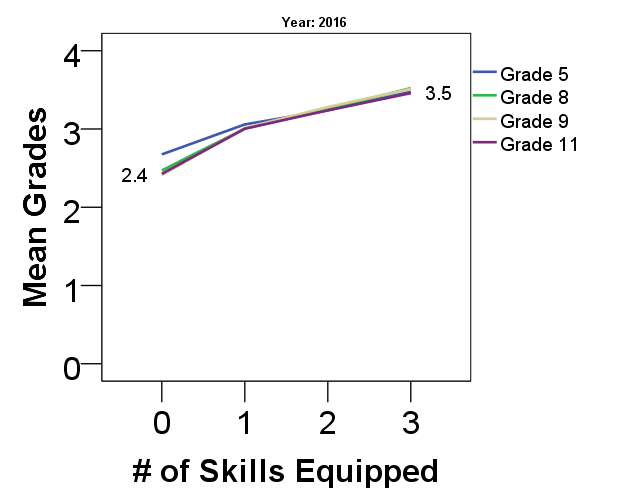 Year: 2016
Mean Grades
4
3
2
1
0
2.4
3.5
Grade 5
Grade 8
Grade 9
Grade 11
0 1 2 3
# of Skills Equipped